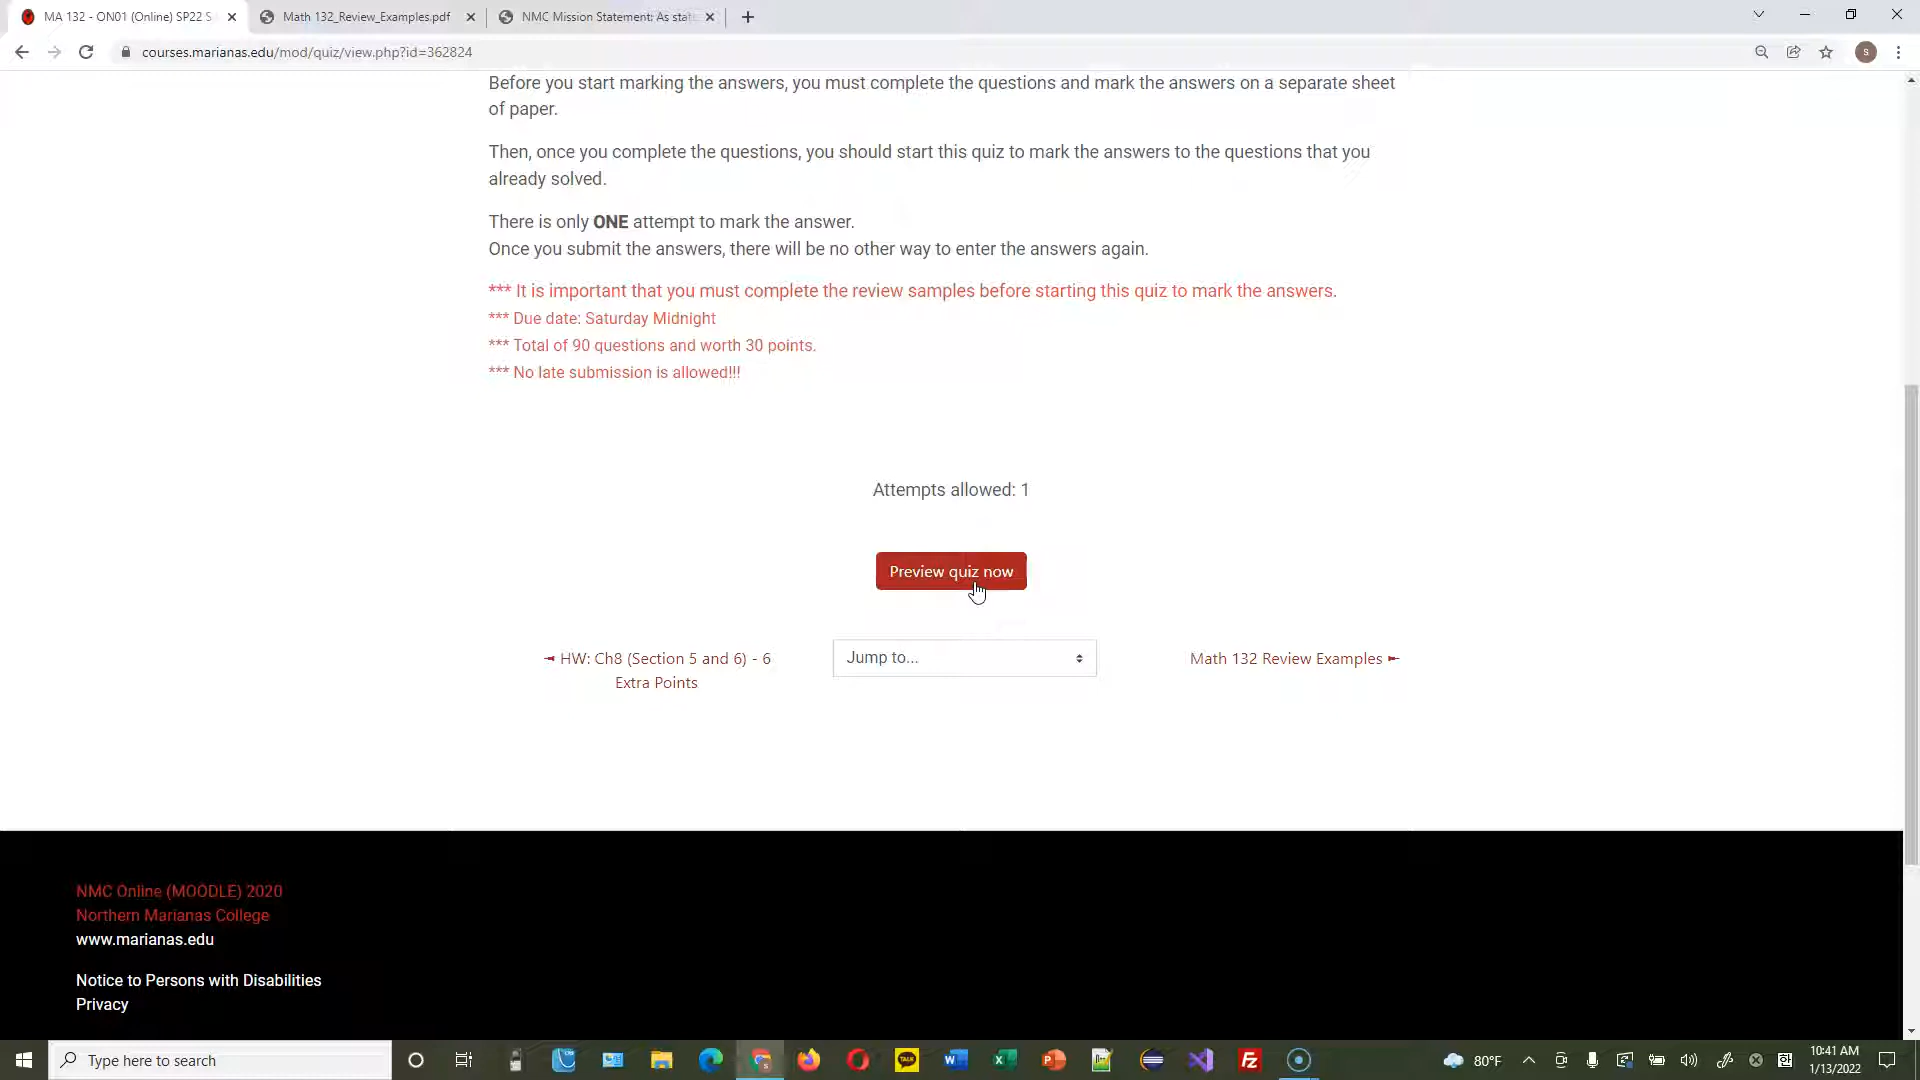 MA 132 - ON01 (Online) SP22 S
Math 132_Review_Examples.pdf
NMC Mission Statement: As stat
courses.marianas.edu/mod/quiz/view.php?id=362824
s
Before you start marking the answers, you must complete the questions and mark the answers on a separate sheet
of paper.
Then, once you complete the questions, you should start this quiz to mark the answers to the questions that you
already solved.
There is only ONE attempt to mark the answer.
Once you submit the answers, there will be no other way to enter the answers again.
*** It is important that you must complete the review samples before starting this quiz to mark the answers.
*** Due date: Saturday Midnight
*** Total of 90 questions and worth 30 points.
*** No late submission is allowed!!!
Attempts allowed: 1
Preview quiz now
◄ HW: Ch8 (Section 5 and 6) - 6
Extra Points
Jump to...
Math 132 Review Examples ►
NMC Online (MOODLE) 2020
Northern Marianas College
www.marianas.edu
Notice to Persons with Disabilities
Privacy
Type here to search
TALK
80°F
10:41 AM
1/13/2022